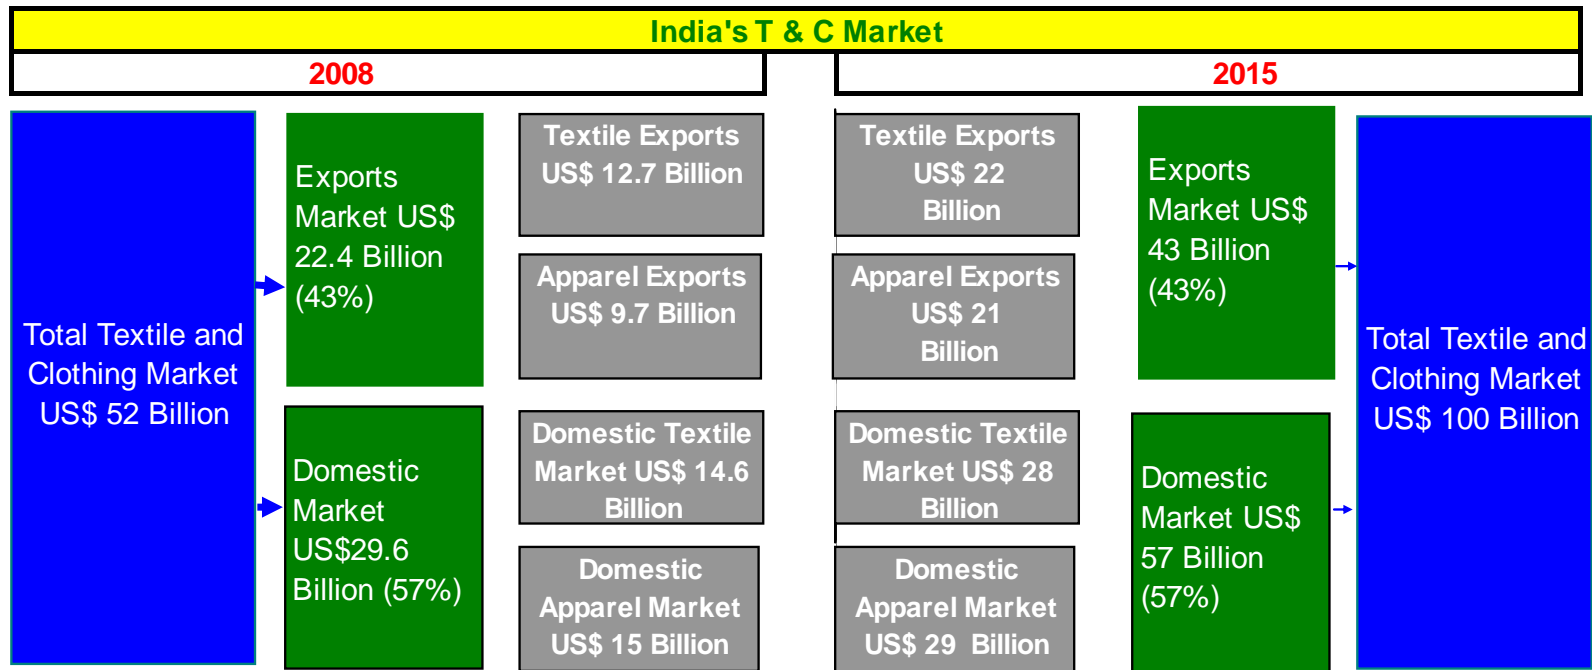 India's T & C Market
2008
2015
Total Textile and
Clothing Market
US$ 52 Billion
Exports
Market US$
22.4 Billion
(43%)
Domestic
Market
US$29.6
Billion (57%)
Textile Exports
US$ 12.7 Billion
Apparel Exports
US$ 9.7 Billion
Domestic Textile
Market US$ 14.6
Billion
Domestic
Apparel Market
US$ 15 Billion
Textile Exports
US$ 22
Billion
Apparel Exports
US$ 21
Billion
Domestic Textile
Market US$ 28
Billion
Domestic
Apparel Market
US$ 29 Billion
Exports
Market US$
43 Billion
(43%)
Domestic
Market US$
57 Billion
(57%)
Total Textile and
Clothing Market
US$ 100 Billion